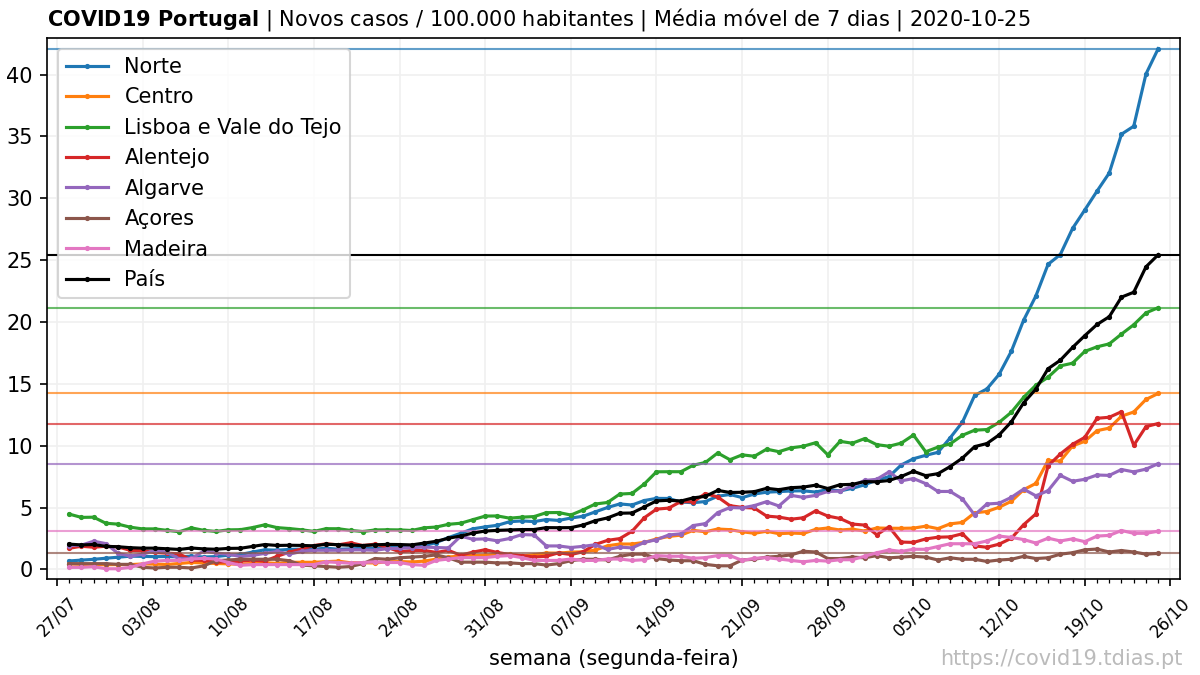 COVID19 Portugal | Novos casos / 100.000 habitantes | Média móvel de 7 dias | 2020-10-25
Norte
Centro
Lisboa e Vale do Tejo
Alentejo
Algarve
Açores
Madeira
País
40
35
30
25
20
15
10
5
0
27/07
03/08
10/08
17/08
24/08
31/08
07/09
14/09
21/09
28/09
05/10
12/10
19/10
26/10
semana (segunda-feira)
https://covid19.tdias.pt